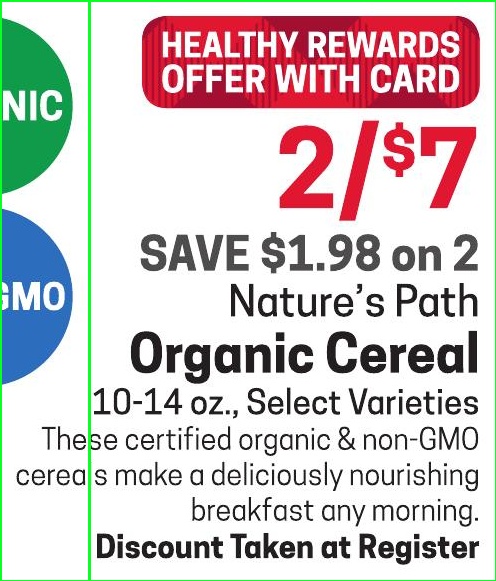 HEALTHY REWARDS
OFFER WITH CARD
NIC
2/$7
SAVE $1.98 on 2
GMO
Nature's Path
Organic Cereal
10-14 oz., Select Varieties
These certified organic & non-GMO
cereals make a deliciously nourishing
breakfast any morning.
Discount Taken at Register